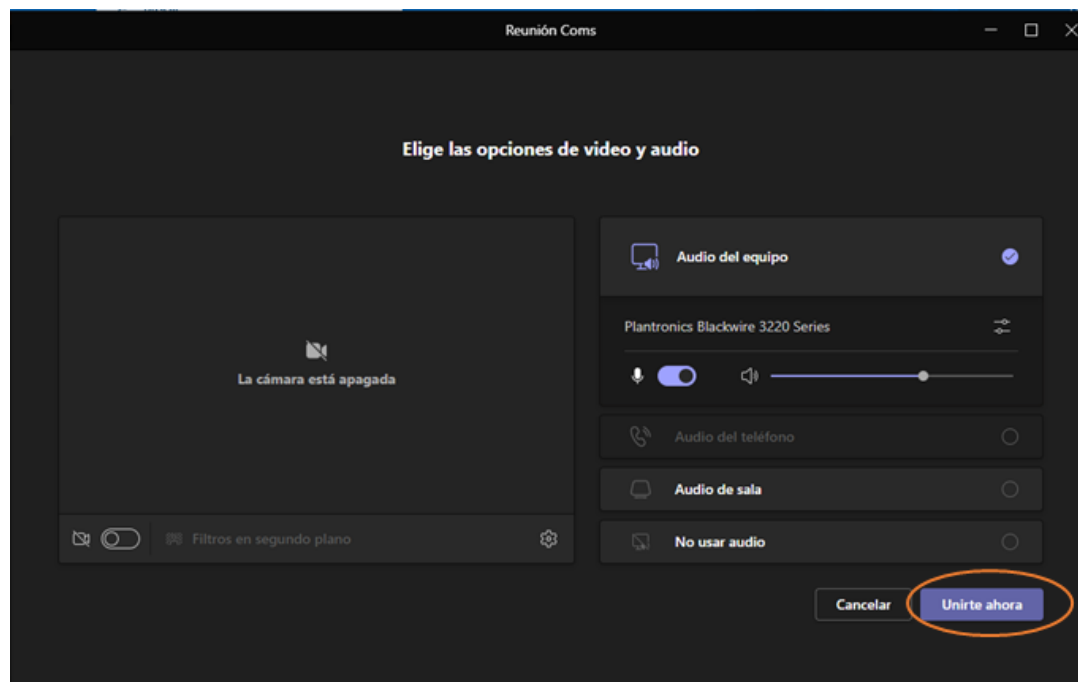 Reunión Coms
Elige las opciones de video y audio
La cámara está apagada
Filtros en segundo plano
Audio del equipo
Plantronics Blackwire 3220 Series
Audio del teléfono
Audio de sala
No usar audio
Cancelar
Unirte ahora